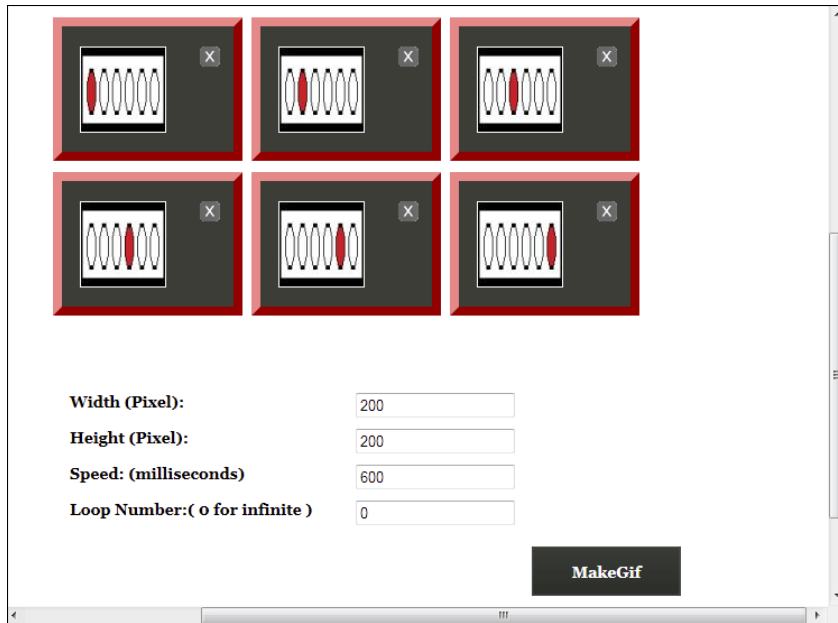 X X X
X X X
Width (Pixel): 200
Height (Pixel): 200
Speed: (milliseconds) 600
Loop Number:( 0 for infinite ) 0
MakeGif